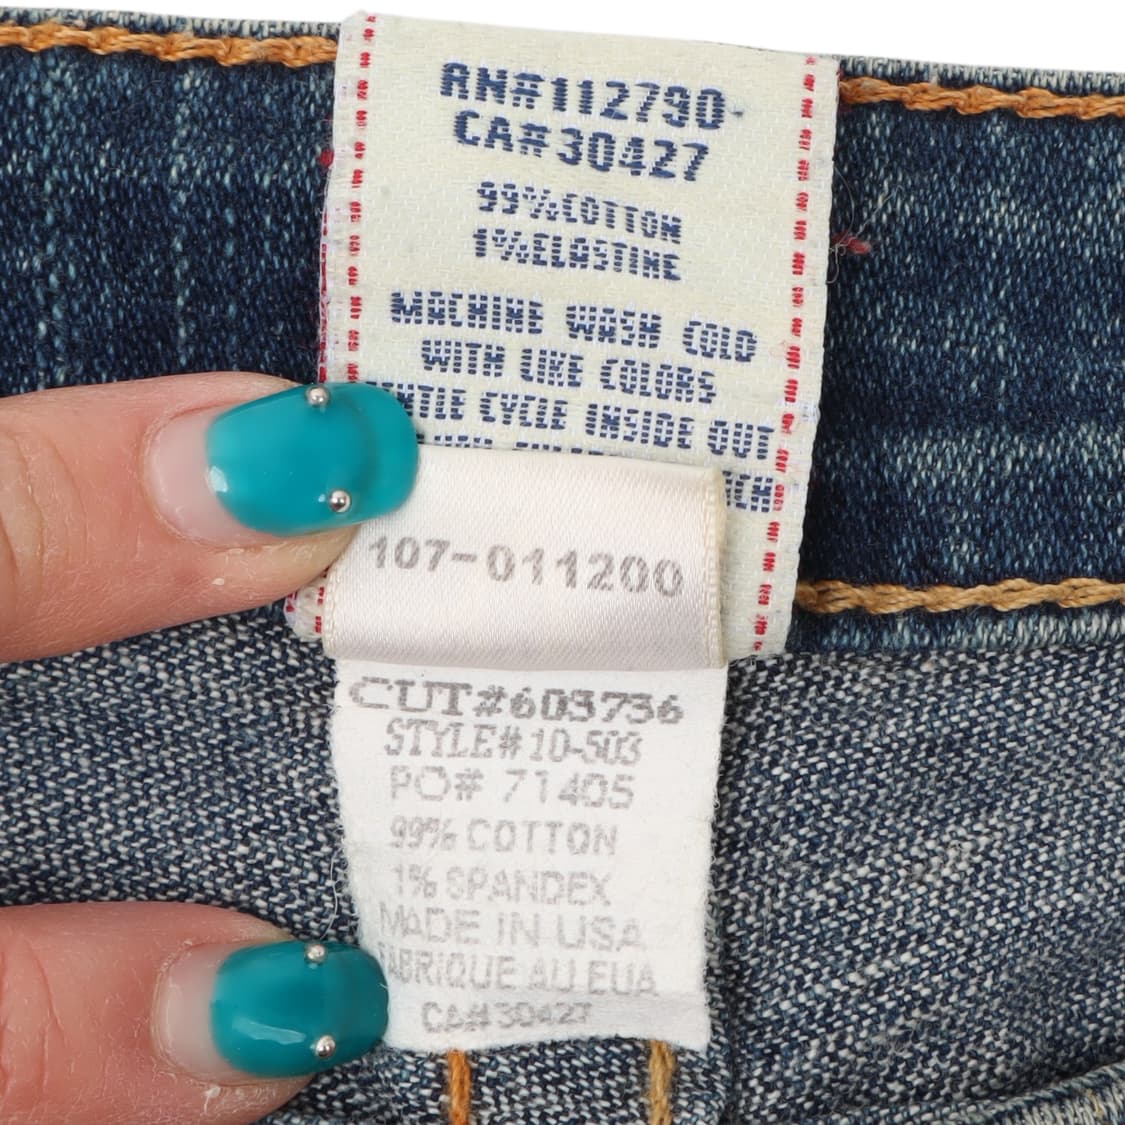 RN#112790
CA#30427
99%COTTON
1%ELASTINE
MACHINE WASH COLD
WITH LIKE COLORS
CYCLE INSIDE OUT
107-011200
CUT#603736
STYLE#10-503
PO# 71405
99% COTTON
1% SPANDEX
MADE IN USA
FABRIQUE AU EUA
CA#30427